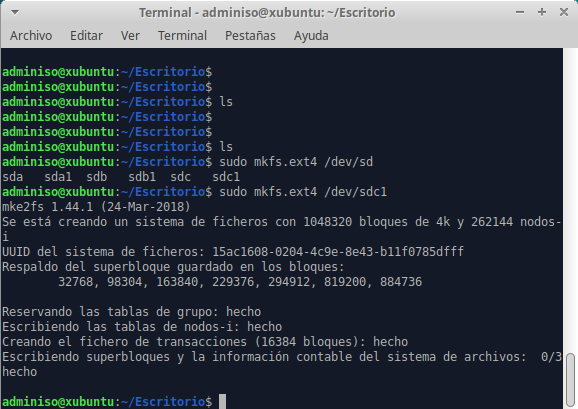 Terminal - adminiso@xubuntu: ~/Escritorio
Archivo Editar Ver Terminal Pestañas Ayuda
adminiso@xubuntu:~/Escritorio$
adminiso@xubuntu:~/Escritorio$
adminiso@xubuntu:~/Escritorio$ ls
adminiso@xubuntu:~/Escritorio$
adminiso@xubuntu:~/Escritorio$
adminiso@xubuntu:~/Escritorio$ ls
adminiso@xubuntu:~/Escritorio$ sudo mkfs.ext4 /dev/sd
sda   sda1  sdb   sdb1  sdc   sdc1
adminiso@xubuntu:~/Escritorio$ sudo mkfs.ext4 /dev/sdc1
mke2fs 1.44.1 (24-Mar-2018)
Se está creando un sistema de ficheros con 1048320 bloques de 4k y 262144 nodos-
i
UUID del sistema de ficheros: 15ac1608-0204-4c9e-8e43-b11f0785dfff
Respaldo del superbloque guardado en los bloques:
        32768, 98304, 163840, 229376, 294912, 819200, 884736
Reservando las tablas de grupo: hecho
Escribiendo las tablas de nodos-i: hecho
Creando el fichero de transacciones (16384 bloques): hecho
Escribiendo superbloques y la información contable del sistema de archivos:  0/3
hecho
adminiso@xubuntu:~/Escritorio$